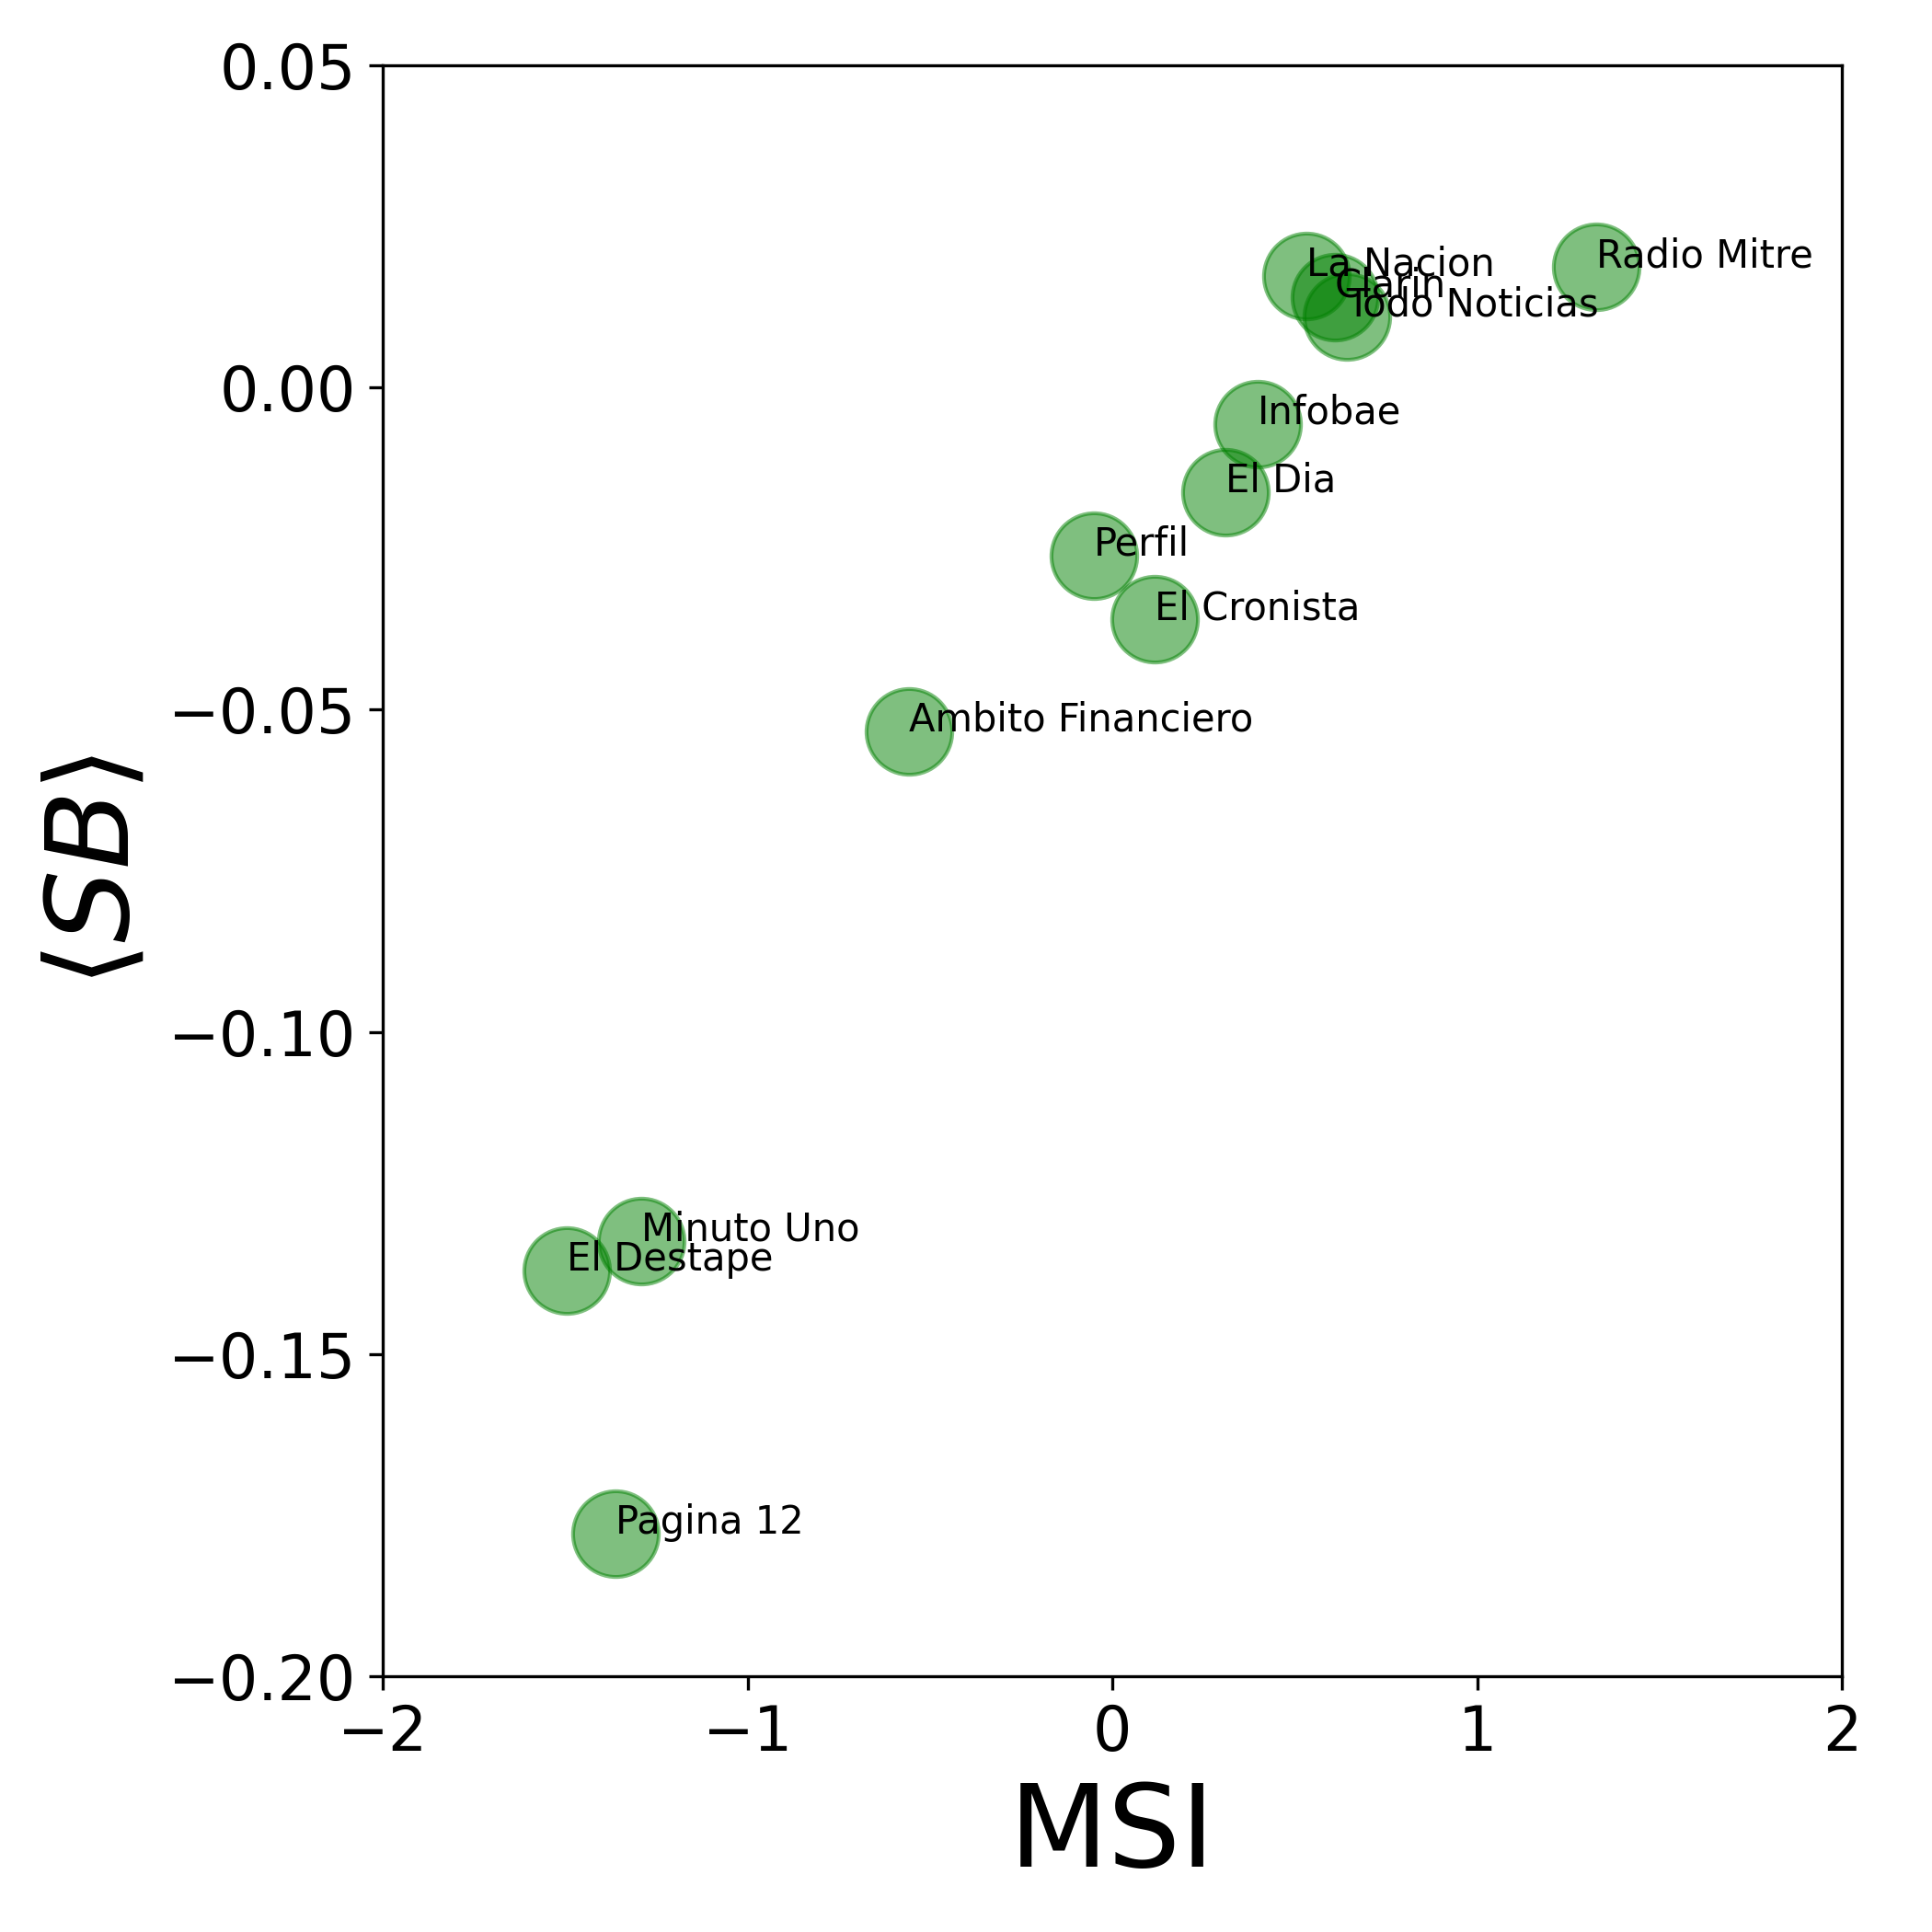 0.05
0.00
−0.05
−0.10
−0.15
−0.20
⟨SB⟩
Radio Mitre
La Nacion
Clarin
Todo Noticias
Infobae
El Dia
Perfil
El Cronista
Ambito Financiero
Minuto Uno
El Destape
Pagina 12
−2 −1 0 1 2
MSI